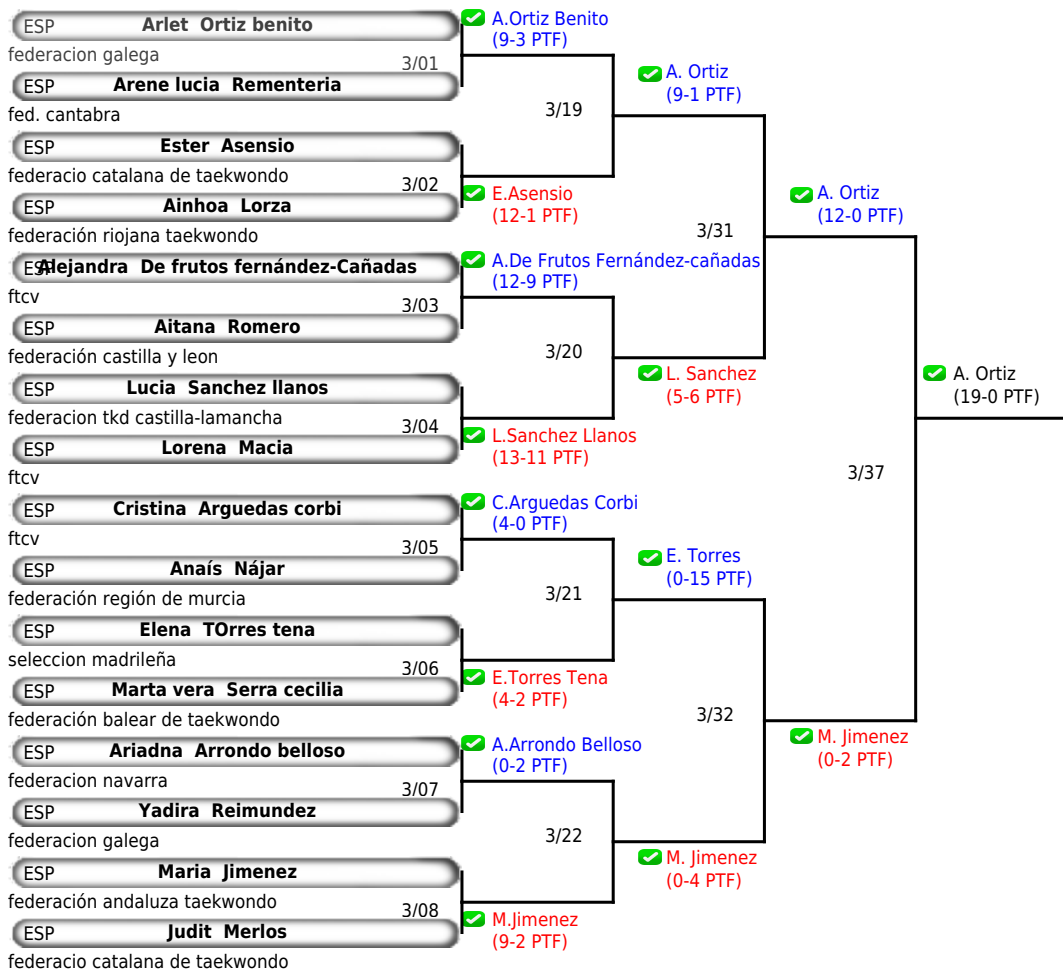 ESP Arlet Ortiz benito
federacion galega
3/01
ESP Arene lucia Rementeria
fed. cantabra
ESP Ester Asensio
federacio catalana de taekwondo
3/02
ESP Ainhoa Lorza
federación riojana taekwondo
ESP Alejandra De frutos fernández-Cañadas
ftcv
3/03
ESP Aitana Romero
federación castilla y leon
ESP Lucia Sanchez llanos
federacion tkd castilla-lamancha
3/04
ESP Lorena Macia
ftcv
ESP Cristina Arguedas corbi
ftcv
3/05
ESP Anaís Nájar
federación región de murcia
ESP Elena TOrres tena
seleccion madrileña
3/06
ESP Marta vera Serra cecilia
federación balear de taekwondo
ESP Ariadna Arrondo belloso
federacion navarra
3/07
ESP Yadira Reimundez
federacion galega
ESP Maria Jimenez
federación andaluza taekwondo
3/08
ESP Judit Merlos
federacio catalana de taekwondo
A.Ortiz Benito
(9-3 PTF)
3/19
E.Asensio
(12-1 PTF)
A.De Frutos Fernández-cañadas
(12-9 PTF)
3/20
L.Sanchez Llanos
(13-11 PTF)
C.Arguedas Corbi
(4-0 PTF)
3/21
E.Torres Tena
(4-2 PTF)
A.Arrondo Belloso
(0-2 PTF)
3/22
M.Jimenez
(9-2 PTF)
A. Ortiz
(9-1 PTF)
3/31
L. Sanchez
(5-6 PTF)
E. Torres
(0-15 PTF)
3/32
M. Jimenez
(0-4 PTF)
A. Ortiz
(12-0 PTF)
3/37
M. Jimenez
(0-2 PTF)
A. Ortiz
(19-0 PTF)